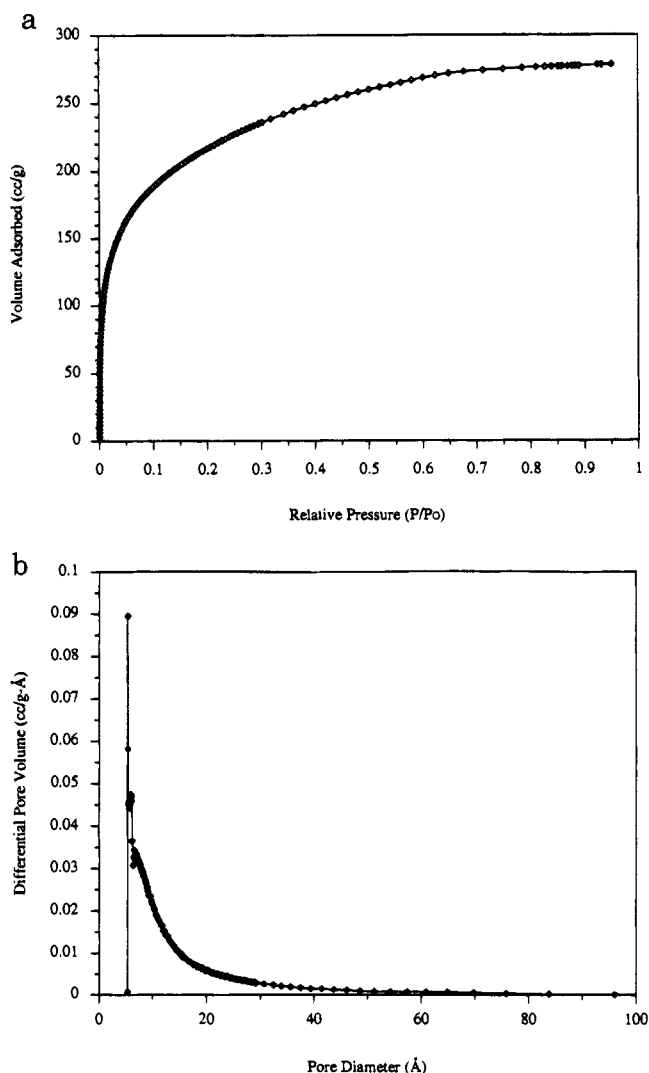 a
300
250
200
150
100
50
0
Volume Adsorbed (cc/g)
0 0.1 0.2 0.3 0.4 0.5 0.6 0.7 0.8 0.9 1
Relative Pressure (P/Po)
b
0.1
0.09
0.08
0.07
0.06
0.05
0.04
0.03
0.02
0.01
0
Differential Pore Volume (cc/g-Å)
0 20 40 60 80 100
Pore Diameter (Å)